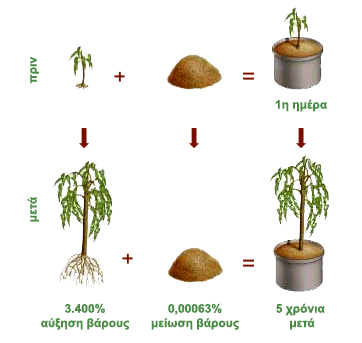 πριν
+
=
1η ημέρα
μετά
+
=
3.400%
αύξηση βάρους
0,00063%
μείωση βάρους
5 χρόνια
μετά